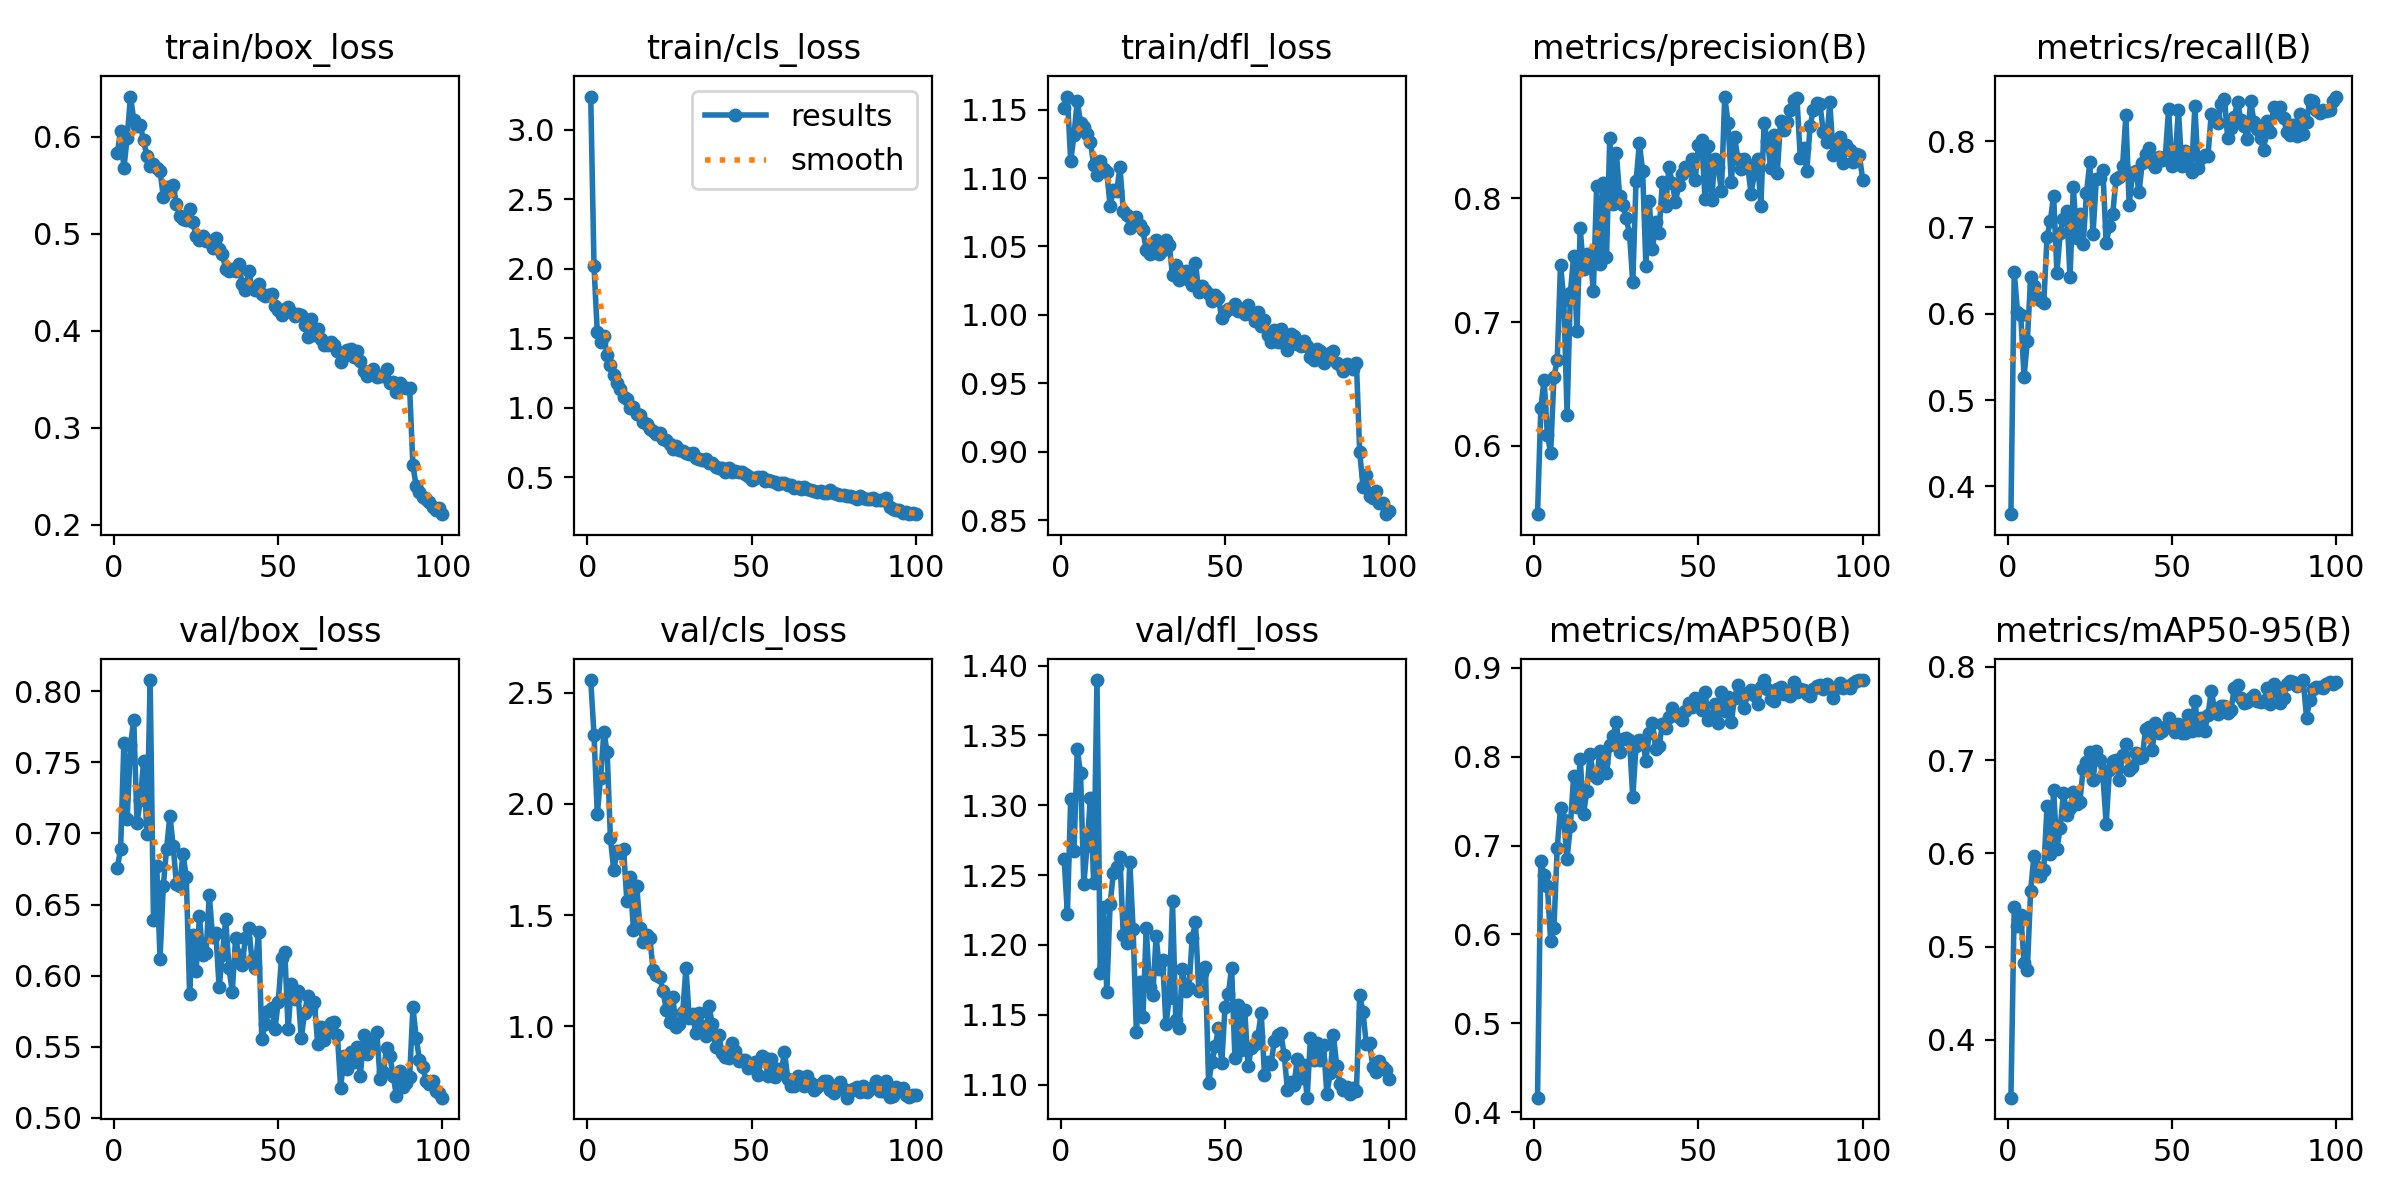 train/box_loss
0.6
0.5
0.4
0.3
0.2
0 50 100
train/cls_loss
results
smooth
3.0
2.5
2.0
1.5
1.0
0.5
0 50 100
train/dfl_loss
1.15
1.10
1.05
1.00
0.95
0.90
0.85
0 50 100
metrics/precision(B)
0.8
0.7
0.6
0 50 100
metrics/recall(B)
0.8
0.7
0.6
0.5
0.4
0 50 100
val/box_loss
0.80
0.75
0.70
0.65
0.60
0.55
0.50
0 50 100
val/cls_loss
2.5
2.0
1.5
1.0
0 50 100
val/dfl_loss
1.40
1.35
1.30
1.25
1.20
1.15
1.10
0 50 100
metrics/mAP50(B)
0.9
0.8
0.7
0.6
0.5
0.4
0 50 100
metrics/mAP50-95(B)
0.8
0.7
0.6
0.5
0.4
0 50 100